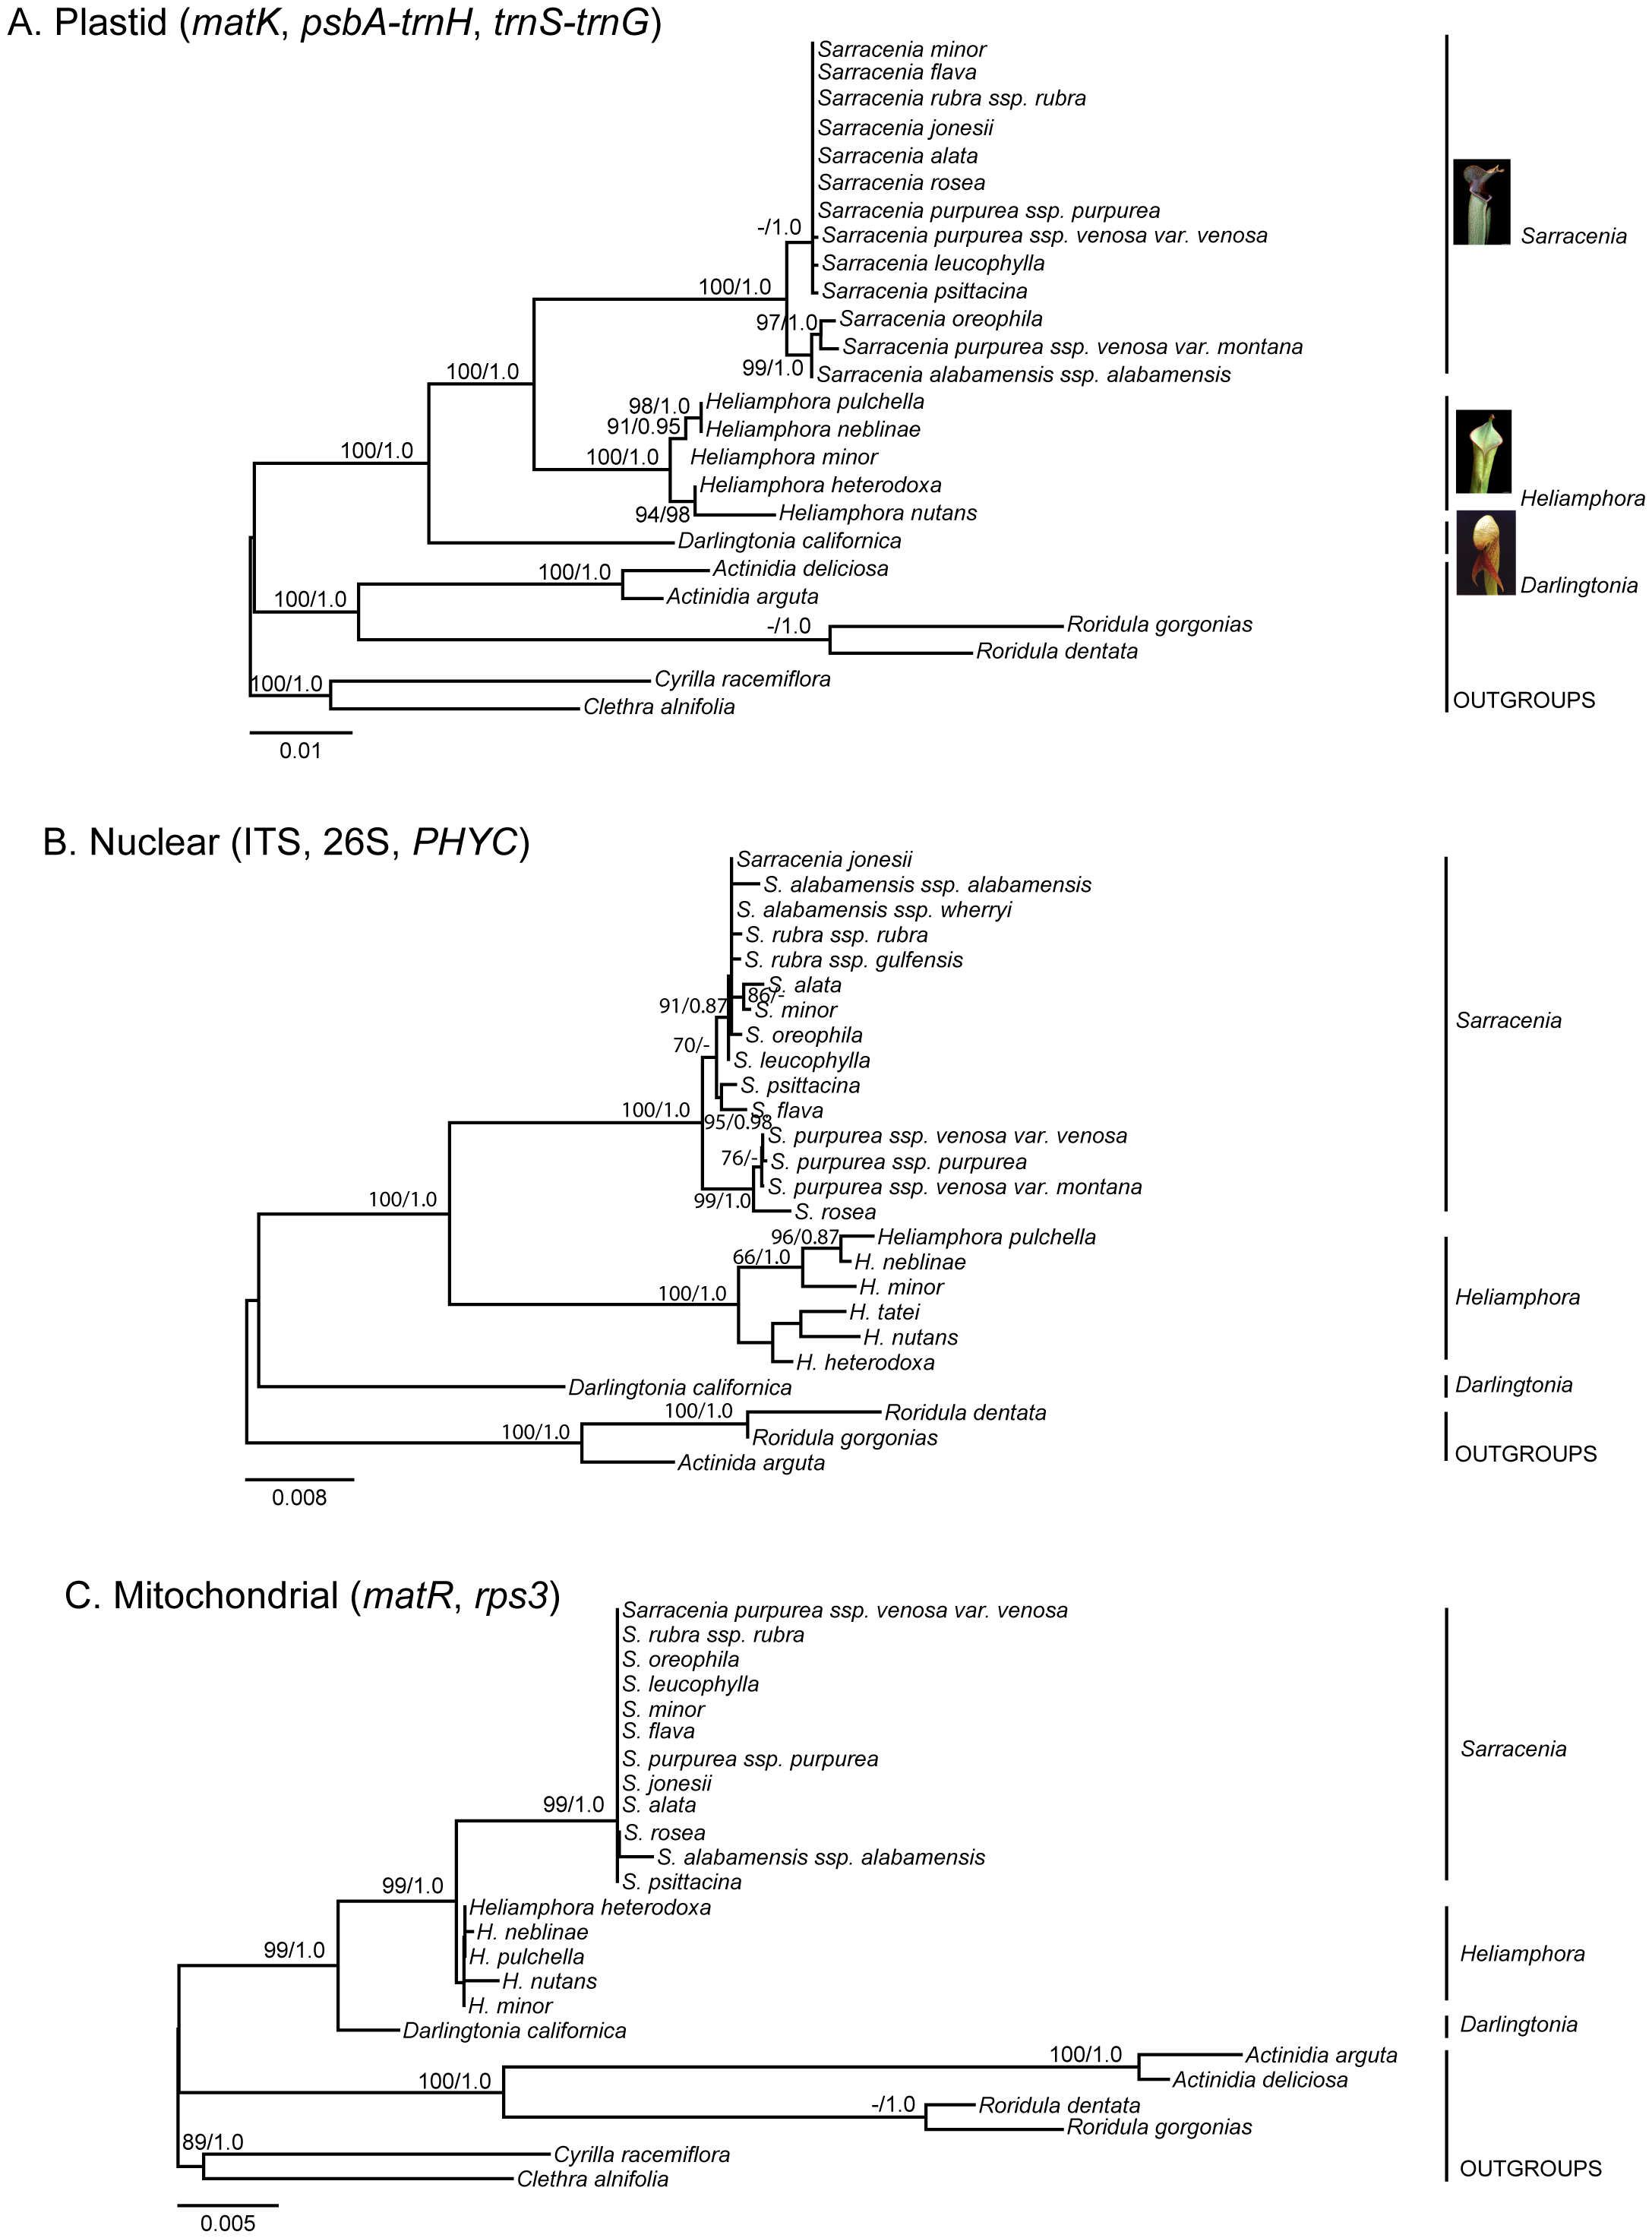 A. Plastid (matK, psbA-trnH, trnS-trnG)
Sarracenia minor
Sarracenia flava
Sarracenia rubra ssp. rubra
Sarracenia jonesii
Sarracenia alata
Sarracenia rosea
Sarracenia purpurea ssp. purpurea
-/1.0
Sarracenia purpurea ssp. venosa var. venosa
Sarracenia
Sarracenia leucophylla
100/1.0
Sarracenia psittacina
97/1.0
Sarracenia oreophila
Sarracenia purpurea ssp. venosa var. montana
100/1.0
99/1.0
Sarracenia alabamensis ssp. alabamensis
98/1.0
Heliamphora pulchella
91/0.95
Heliamphora neblinae
100/1.0
100/1.0
Heliamphora minor
Heliamphora heterodoxa
Heliamphora
94/98
Heliamphora nutans
Darlingtonia californica
100/1.0
Actinidia deliciosa
Darlingtonia
100/1.0
Actinidia arguta
-/1.0
Roridula gorgonias
Roridula dentata
100/1.0
Cyrilla racemiflora
Clethra alnifolia
OUTGROUPS
0.01
B. Nuclear (ITS, 26S, PHYC)
Sarracenia jonesii
S. alabamensis ssp. alabamensis
S. alabamensis ssp. wherryi
S. rubra ssp. rubra
S. rubra ssp. gulfensis
S. alata
86/-
91/0.87
S. minor
Sarracenia
S. oreophila
70/-
S. leucophylla
S. psittacina
100/1.0
S. flava
95/0.98
S. purpurea ssp. venosa var. venosa
76/-
S. purpurea ssp. purpurea
S. purpurea ssp. venosa var. montana
100/1.0
99/1.0
S. rosea
96/0.87
Heliamphora pulchella
66/1.0
H. neblinae
H. minor
100/1.0
Heliamphora
H. tatei
H. nutans
H. heterodoxa
Darlingtonia californica
Darlingtonia
100/1.0
Roridula dentata
100/1.0
Roridula gorgonias
Actinida arguta
OUTGROUPS
0.008
C. Mitochondrial (matR, rps3)
Sarracenia purpurea ssp. venosa var. venosa
S. rubra ssp. rubra
S. oreophila
S. leucophylla
S. minor
S. flava
Sarracenia
S. purpurea ssp. purpurea
S. jonesii
99/1.0
S. alata
S. rosea
S. alabamensis ssp. alabamensis
S. psittacina
99/1.0
Heliamphora heterodoxa
H. neblinae
99/1.0
H. pulchella
Heliamphora
H. nutans
H. minor
Darlingtonia californica
Darlingtonia
100/1.0
Actinidia arguta
100/1.0
Actinidia deliciosa
-/1.0
Roridula dentata
Roridula gorgonias
89/1.0
Cyrilla racemiflora
Clethra alnifolia
OUTGROUPS
0.005